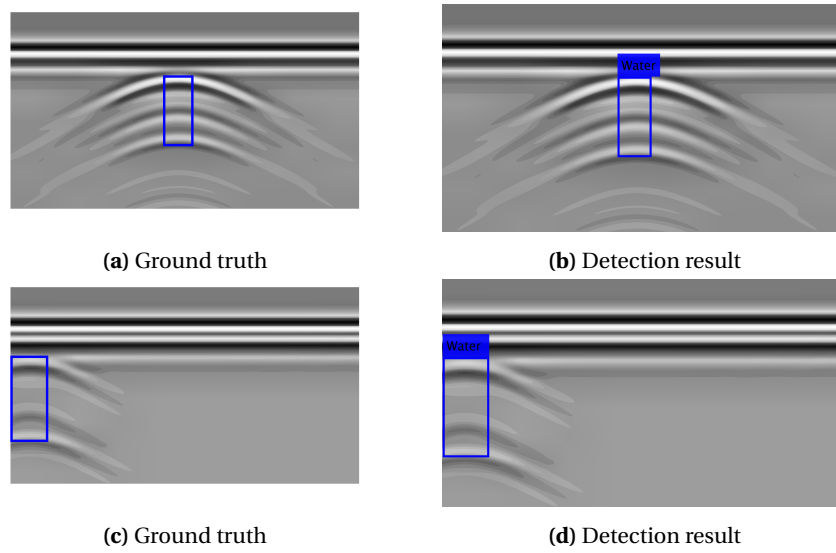 Water
(a) Ground truth
(b) Detection result
Water
(c) Ground truth
(d) Detection result